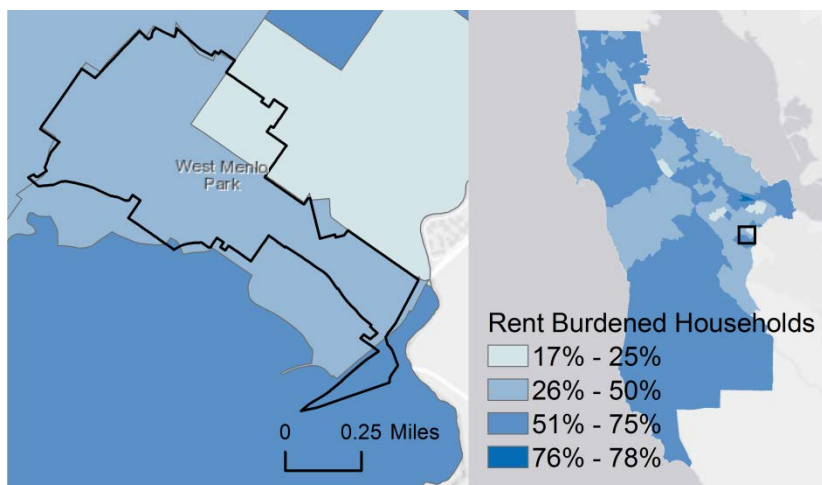 West Menlo
Park
0 0.25 Miles
Rent Burdened Households
17% - 25%
26% - 50%
51% - 75%
76% - 78%